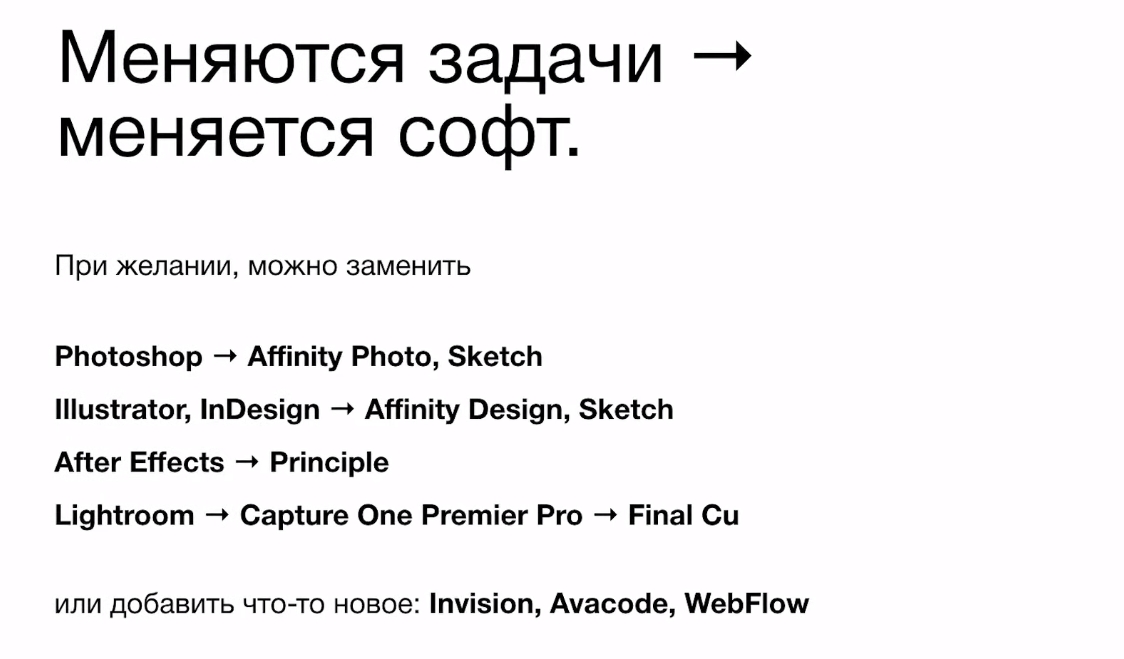 Меняются задачи →
меняется софт.
При желании, можно заменить
Photoshop → Affinity Photo, Sketch
Illustrator, InDesign → Affinity Design, Sketch
After Effects → Principle
Lightroom → Capture One Premier Pro → Final Cu
или добавить что-то новое: Invision, Avacode, WebFlow